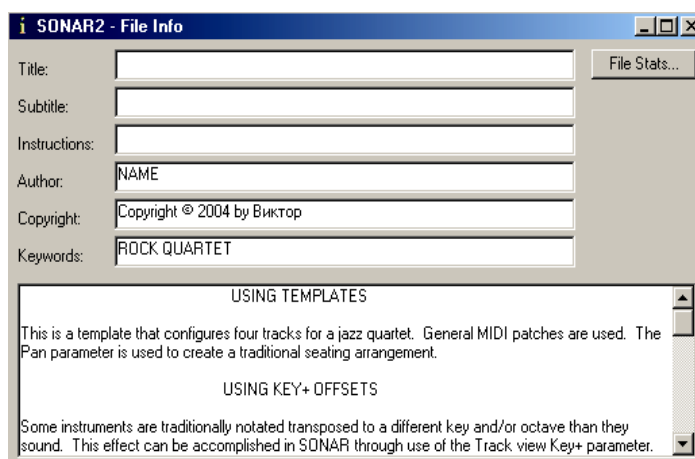 SONAR2 - File Info
Title:
File Stats...
Subtitle:
Instructions:
Author: NAME
Copyright: Copyright © 2004 by Виктор
Keywords: ROCK QUARTET
USING TEMPLATES
This is a template that configures four tracks for a jazz quartet. General MIDI patches are used. The
Pan parameter is used to create a traditional seating arrangement.
USING KEY+ OFFSETS
Some instruments are traditionally notated transposed to a different key and/or octave than they
sound. This effect can be accomplished in SONAR through use of the Track view Key+ parameter.